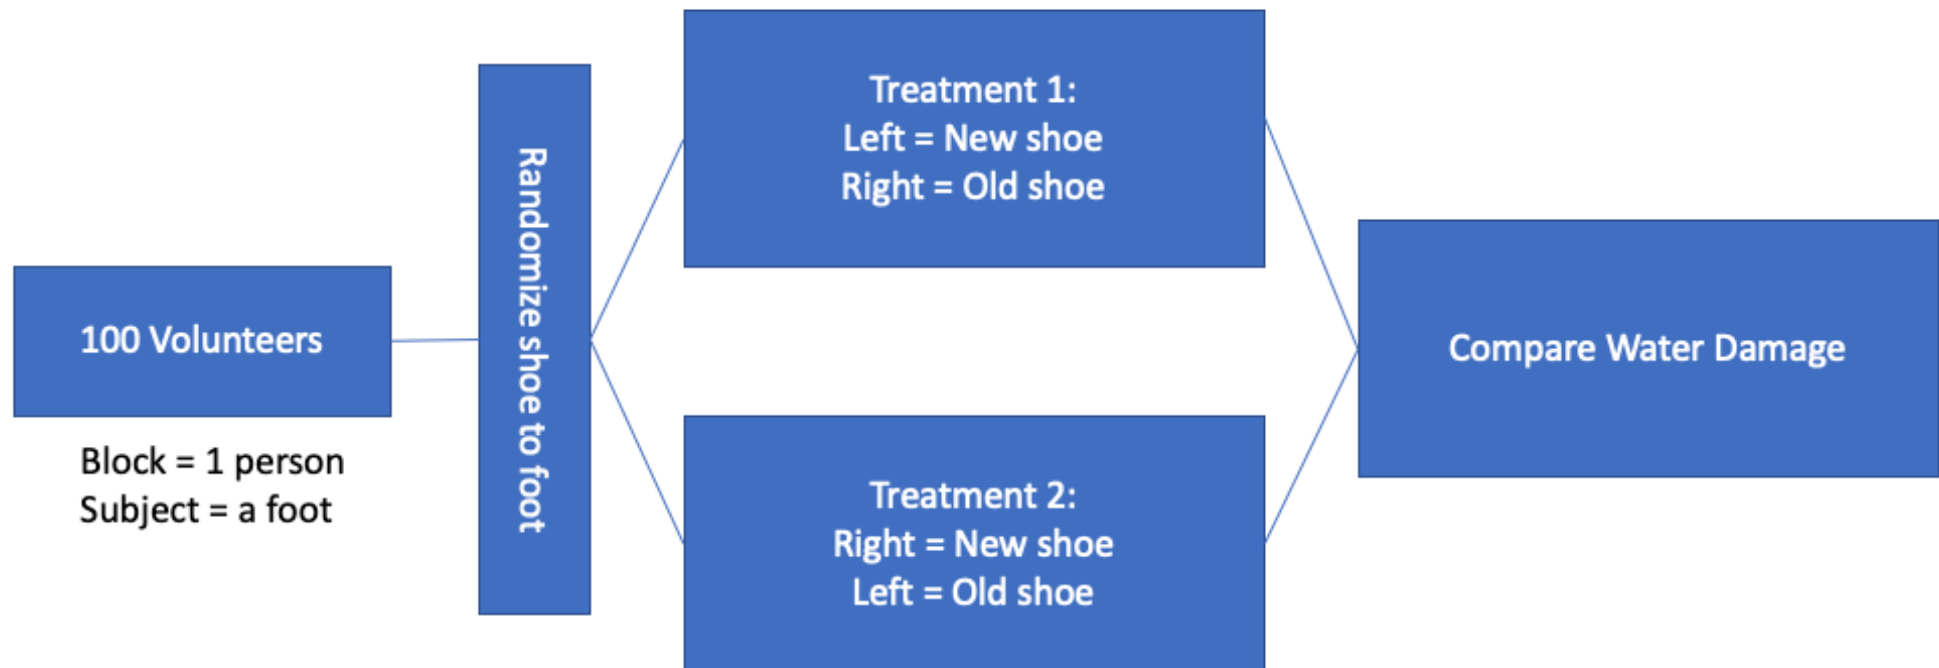 100 Volunteers
Block = 1 person
Subject = a foot
Randomize shoe to foot
Treatment 1:
Left = New shoe
Right = Old shoe
Treatment 2:
Right = New shoe
Left = Old shoe
Compare Water Damage